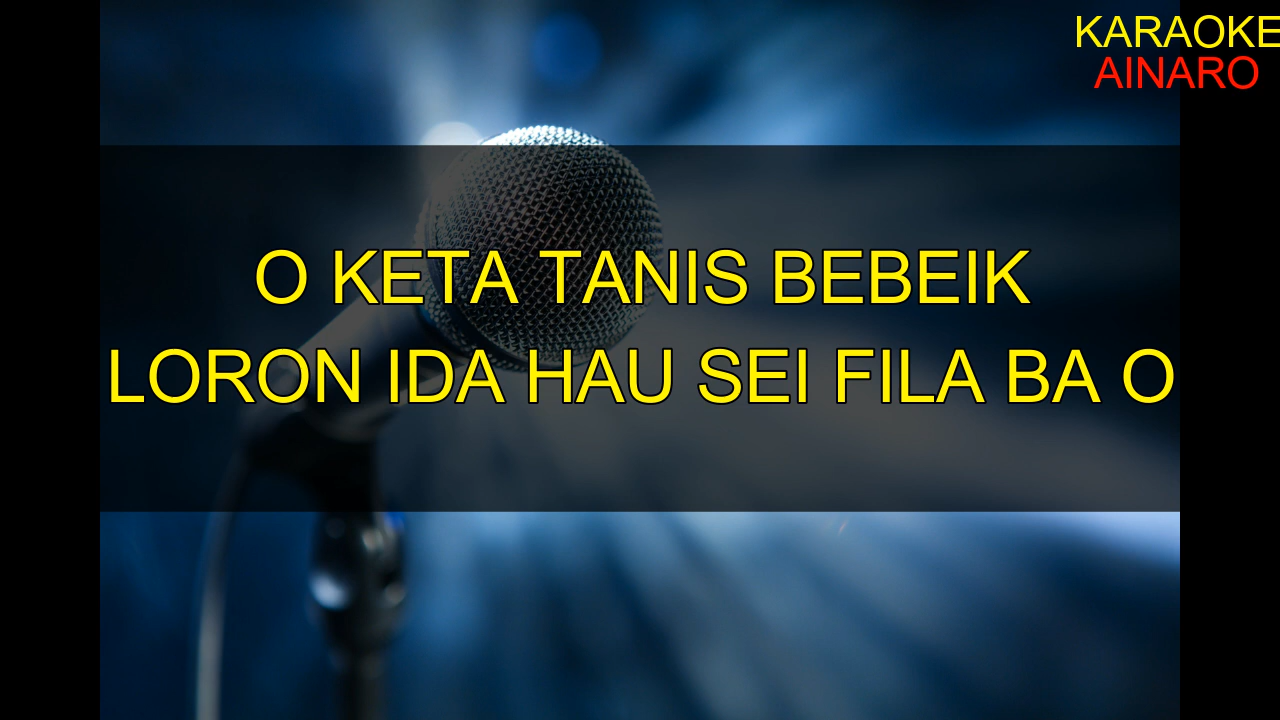 KARAOKE
AINARO
O KETA TANIS BEBEIK
LORON IDA HAU SEI FILA BA O